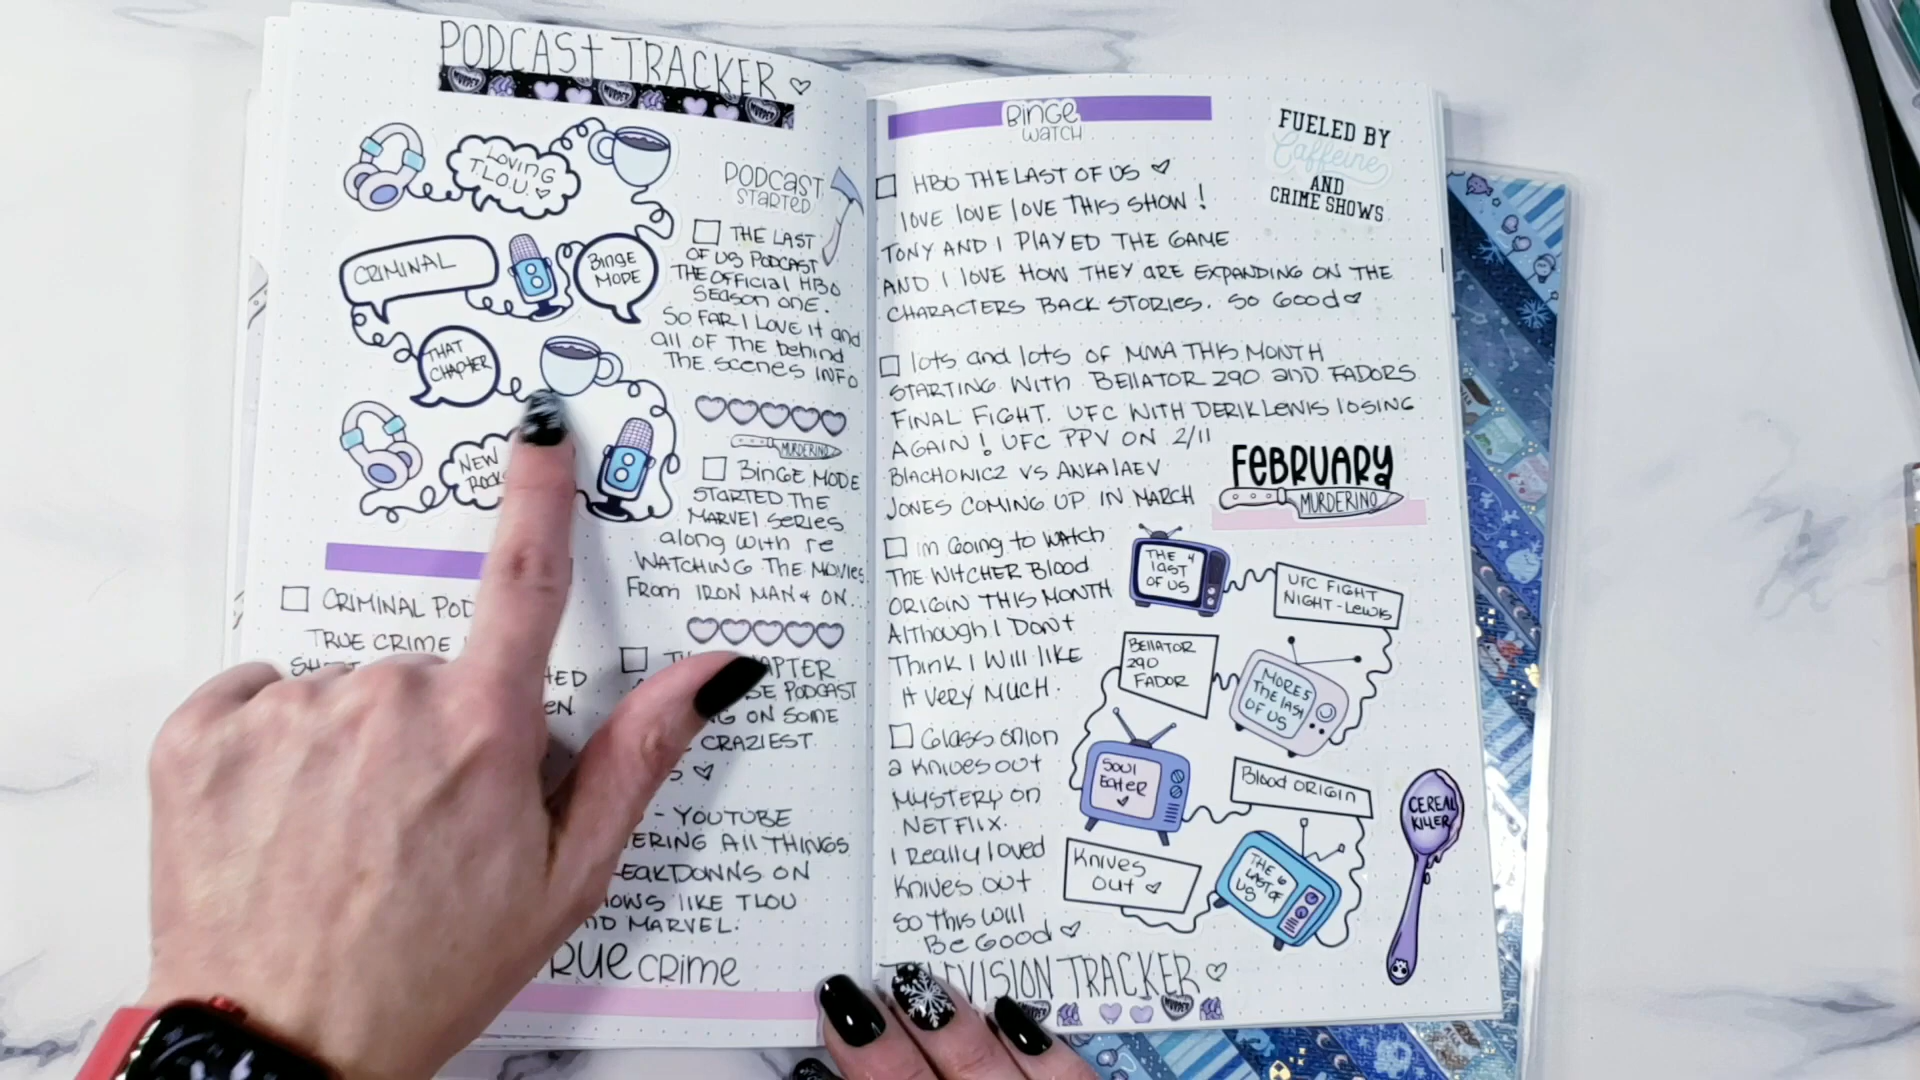 PODCAST TRACKER
LOVING
T.L.O.U.
CRIMINAL
BINGE
MODE
THAT
CHAPTER
NEW
ROCK
CRIMINAL POD
TRUE CRIME
PODCAST
STARTED
THE LAST
OF US PODCAST
THE OFFICIAL HBO
SEASON ONE.
SO FAR I LOVE IT and
all OF THE behind
THE SCENES INFO
MURDERINO
BINGE MODE
STARTED THE
MARVEL SERIES
along with re
WATCHING THE MOVIES
From IRON MAN & ON...
ON SOME
CRAZIEST
- YOUTUBE
All THINGS
ON
LIKE TLOU
MARVEL.
CRIME
BINGE
WATCH
FUELED BY
Caffeine
AND
CRIME SHOWS
HBO THE LAST OF US
love love love THIS SHOW!
TONY AND I PlAYED THE GAME
AND I lOVE HOW THEY ARE EXPANDING ON THE
CHARACTERS BACK STORIES. SO GOOD
lots and lots OF MMA THIS MONTH
STARTING WITH BEllATOR 290 and FADORS
FINAL FIGHT. UFC WITH DERIK LEWIS lOSING
AGAIN! UFC PPV ON 2/11
BlACHOWICZ VS ANKAlAEV
JONES COMING UP IN MARCH
FEBRUARY
MURDERINO
im Going to WAtch
THE WITCHER Blood
ORIGIN THIS MONTH
Although I Don't
Think I Will like
it very much.
Glass onion
a knives out
MYSTERY ON
NETFlIX.
I Really loved
Knives out
so this will
Be Good
THE 4
last
OF US
UFC FIGHT
NIGHT-LEWIS
BEllATOR
290
FADOR
MORE 5
THE last
OF US
SOUl
Eater
Blood ORIGIN
Knives
out
THE 6
LAST OF
US
CEREAL
KILLER
TRACKER